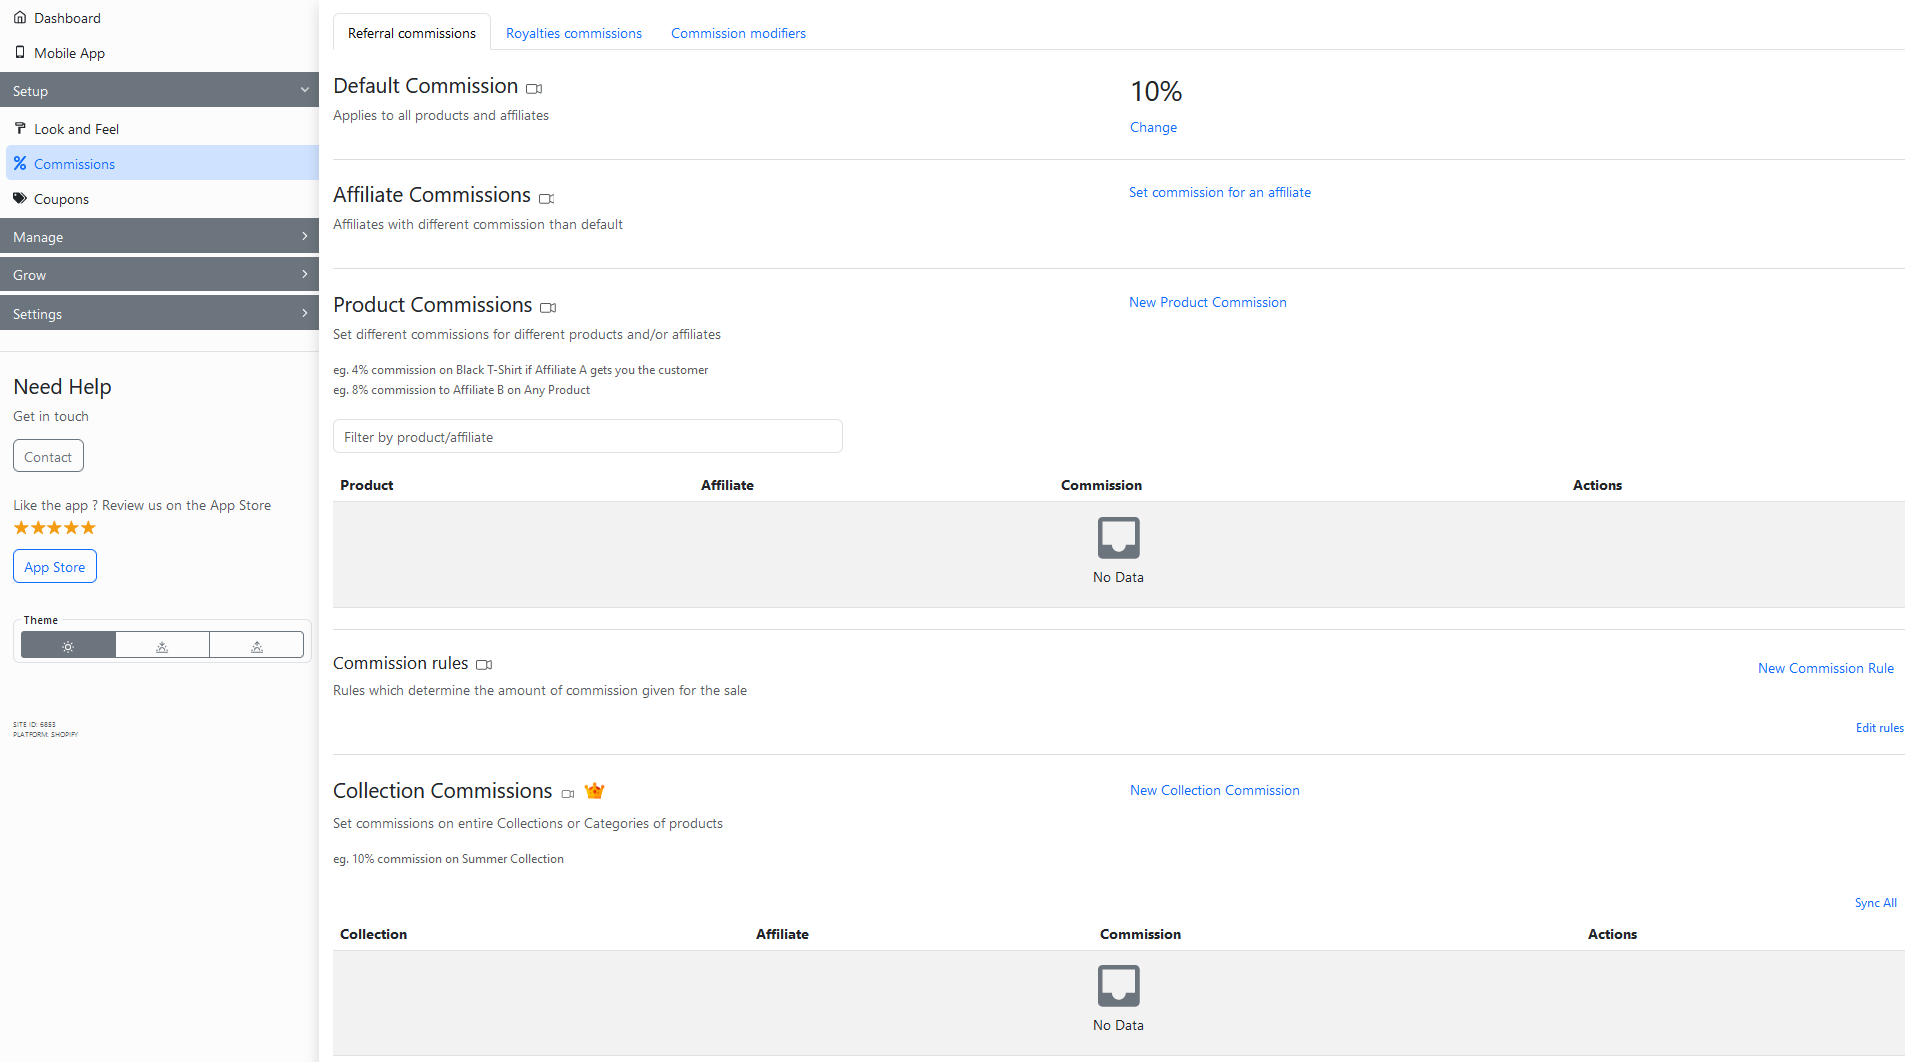 Dashboard
Mobile App
Setup
Look and Feel
Commissions
Coupons
Manage
Grow
Settings
Need Help
Get in touch
Contact
Like the app ? Review us on the App Store
App Store
Theme
SITE ID: 6853
PLATFORM: SHOPIFY
Referral commissions
Royalties commissions
Commission modifiers
Default Commission
Applies to all products and affiliates
10%
Change
Affiliate Commissions
Affiliates with different commission than default
Set commission for an affiliate
Product Commissions
Set different commissions for different products and/or affiliates
eg. 4% commission on Black T-Shirt if Affiliate A gets you the customer
eg. 8% commission to Affiliate B on Any Product
New Product Commission
Filter by product/affiliate
Product Affiliate Commission Actions
No Data
Commission rules
Rules which determine the amount of commission given for the sale
New Commission Rule
Edit rules
Collection Commissions
Set commissions on entire Collections or Categories of products
eg. 10% commission on Summer Collection
New Collection Commission
Sync All
Collection Affiliate Commission Actions
No Data